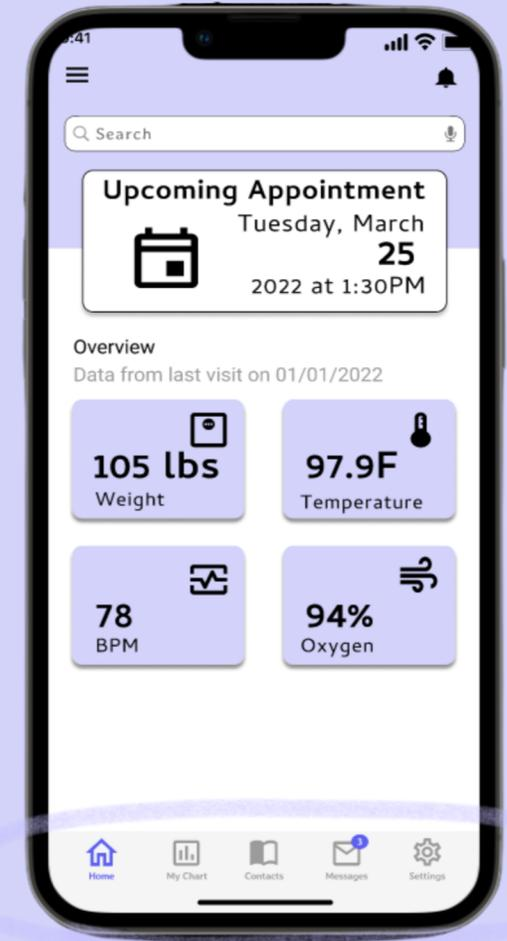 :41
Search
Upcoming Appointment
Tuesday, March
25
2022 at 1:30PM
Overview
Data from last visit on 01/01/2022
105 lbs
Weight
97.9F
Temperature
78
BPM
94%
Oxygen
3
Home
My Chart
Contacts
Messages
Settings